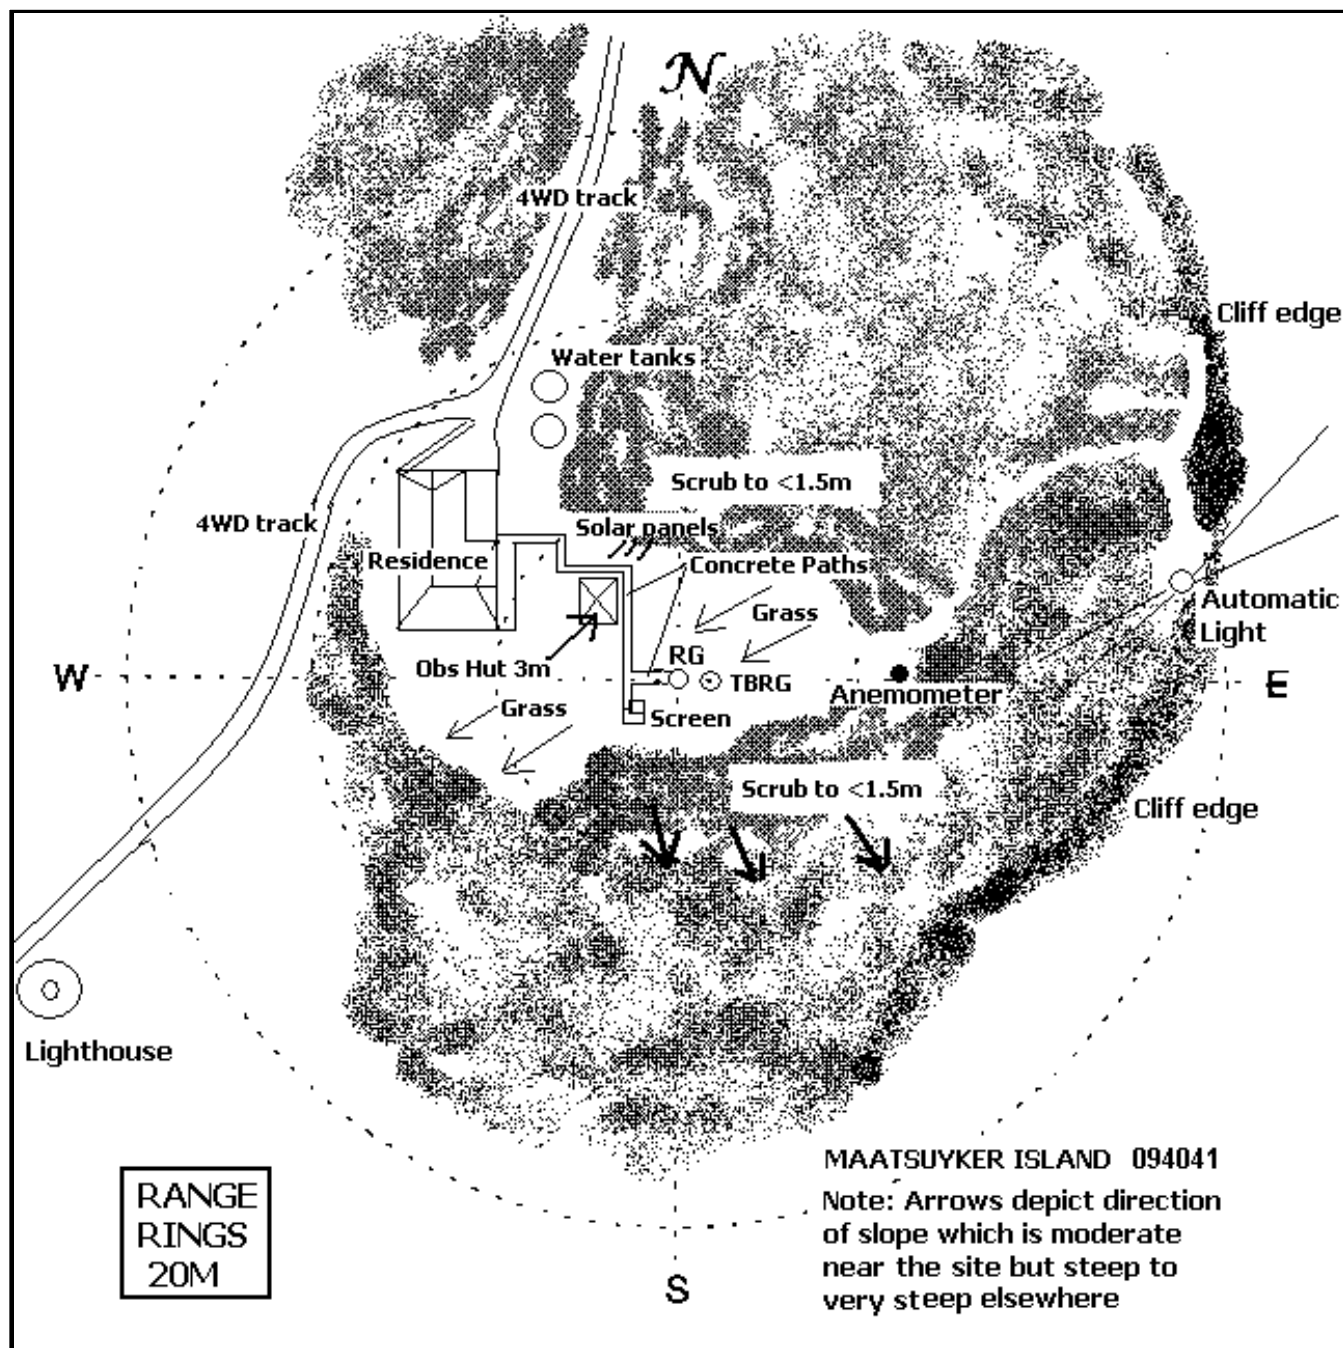 N
4WD track
Cliff edge
Water tanks
Scrub to <1.5m
4WD track
Solar panels
Residence
Concrete Paths
Grass
Automatic
Light
Obs Hut 3m
RG
W
TBRG
Anemometer
E
Grass
Screen
Scrub to <1.5m
Cliff edge
Lighthouse
MAATSUYKER ISLAND 094041
Note: Arrows depict direction
of slope which is moderate
near the site but steep to
very steep elsewhere
RANGE
RINGS
20M
S